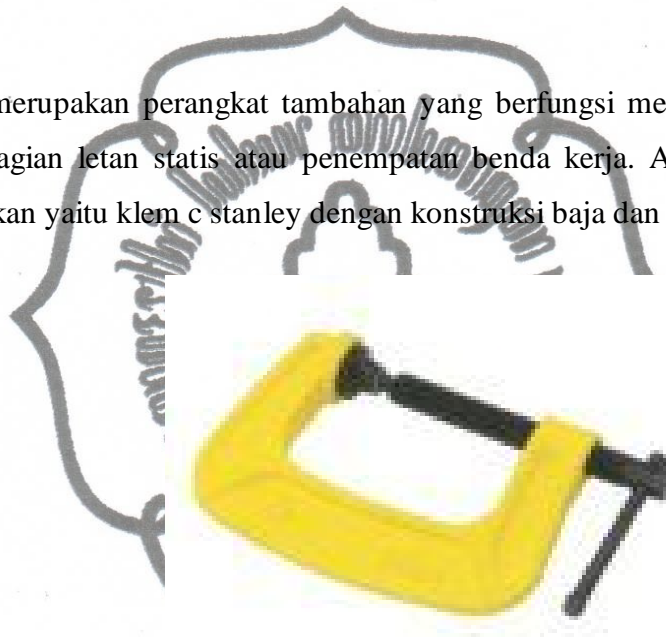 merupakan perangkat tambahan yang berfungsi me
agian letan statis atau penempatan benda kerja. A
kan yaitu klem c stanley dengan konstruksi baja dan